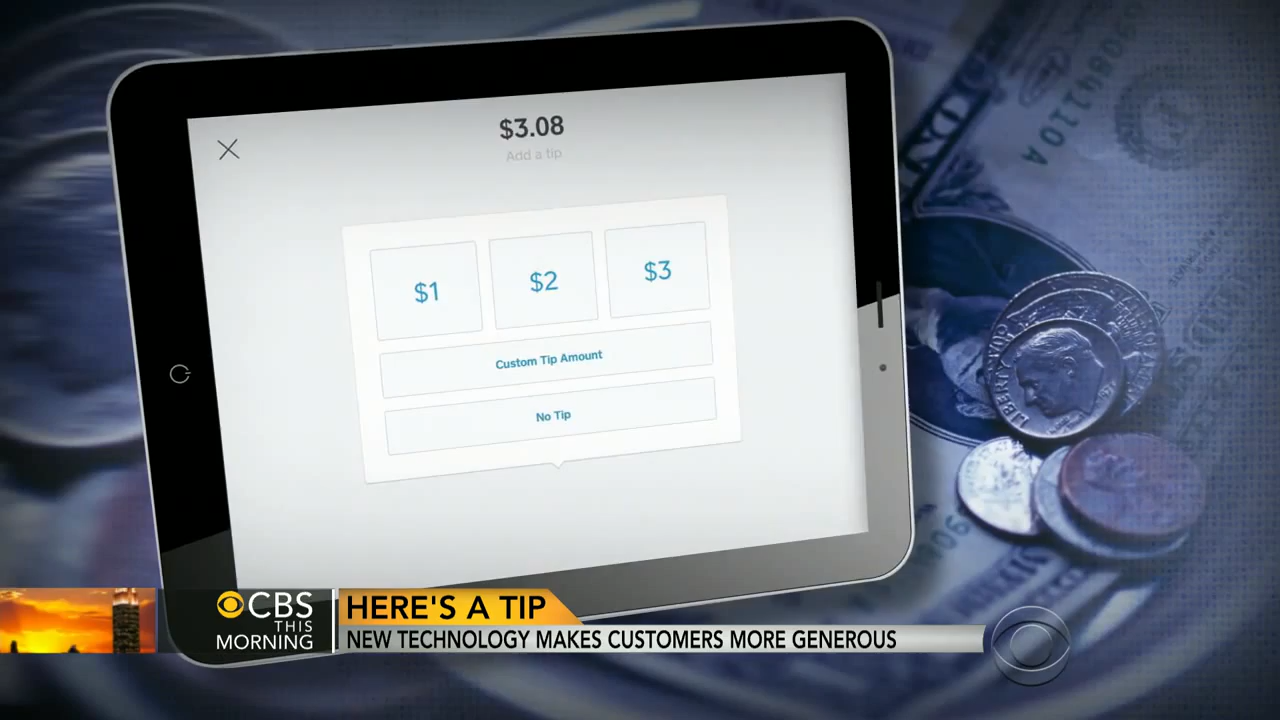 $3.08
Add a tip
$1
$2
$3
Custom Tip Amount
No Tip
LIBERTY
CBS
THIS
MORNING
HERE'S A TIP
NEW TECHNOLOGY MAKES CUSTOMERS MORE GENEROUS